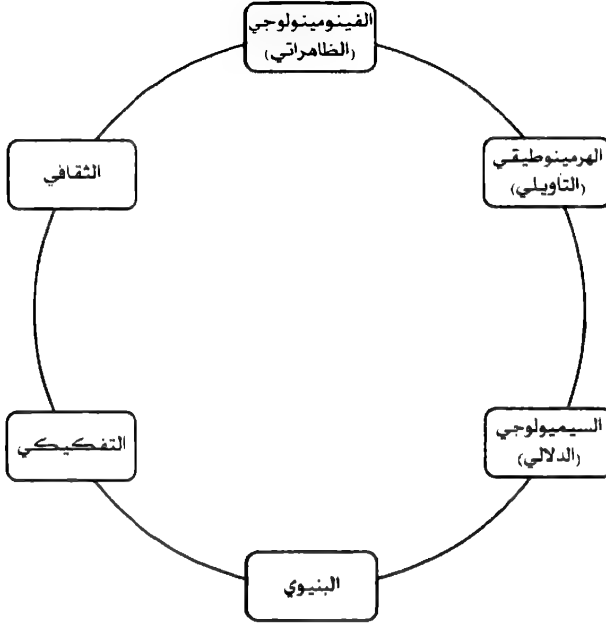 الفينومينولوجي
(الظاهراتي)
الهرمينوطيقي
(التأويلي)
الثقافي
السيميولوجي
(الدلالي)
التفكيكي
البنيوي